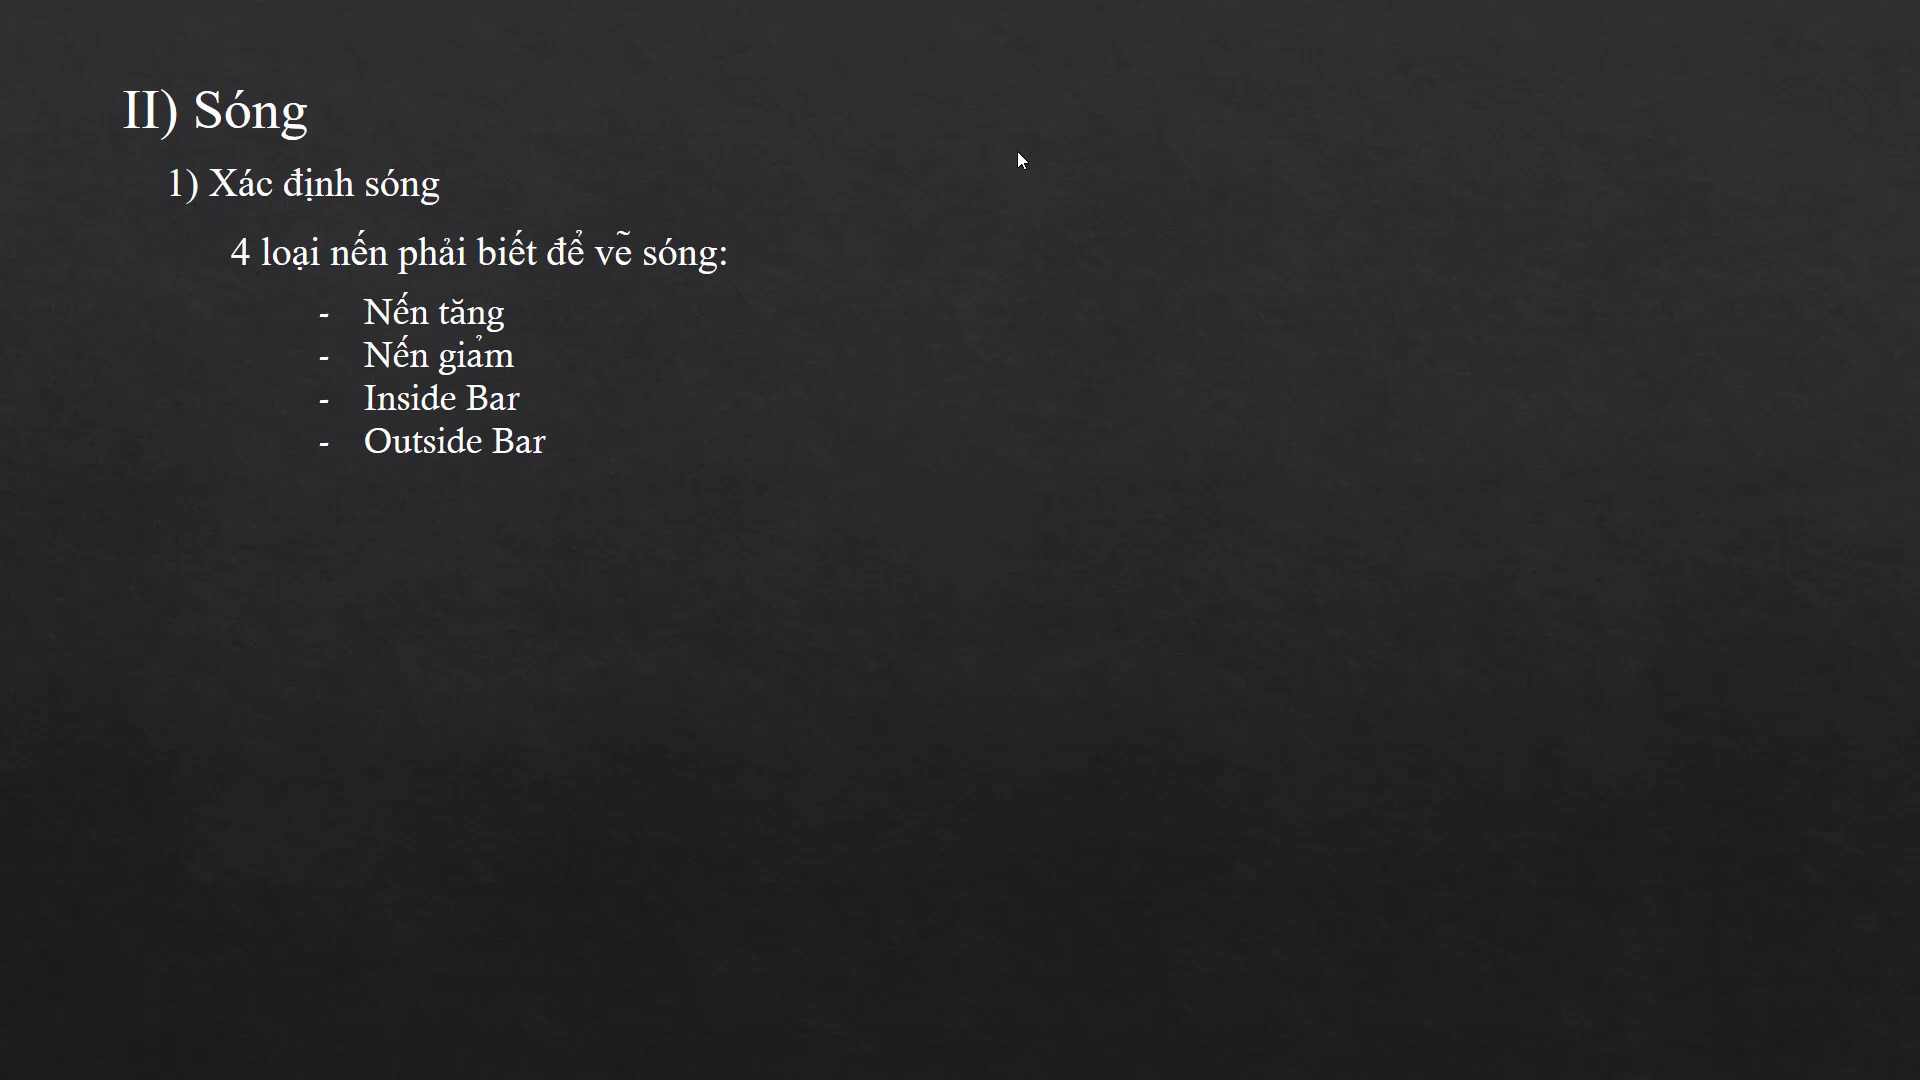 II) Sóng
1) Xác định sóng
4 loại nến phải biết để vẽ sóng:
- Nến tăng
- Nến giảm
- Inside Bar
- Outside Bar